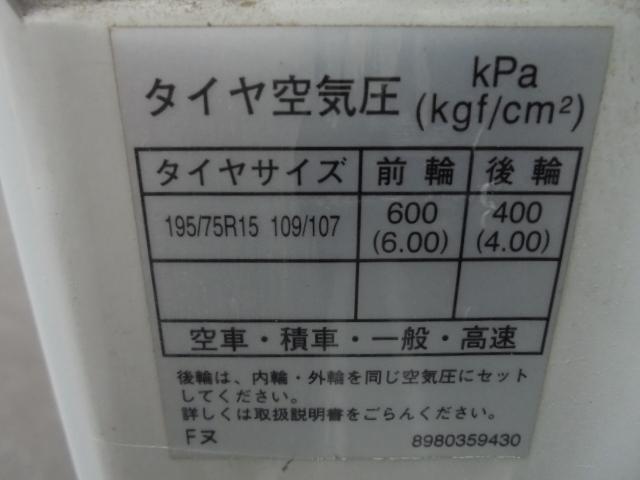 タイヤ空気圧 kPa
(kgf/cm²)
タイヤサイズ 前輪 後輪
195/75R15 109/107 600 400
(6.00) (4.00)
空車・積車・一般・高速
後輪は、内輪・外輪を同じ空気圧にセット
してください。
詳しくは取扱説明書をごらんください。
Fヌ 8980359430